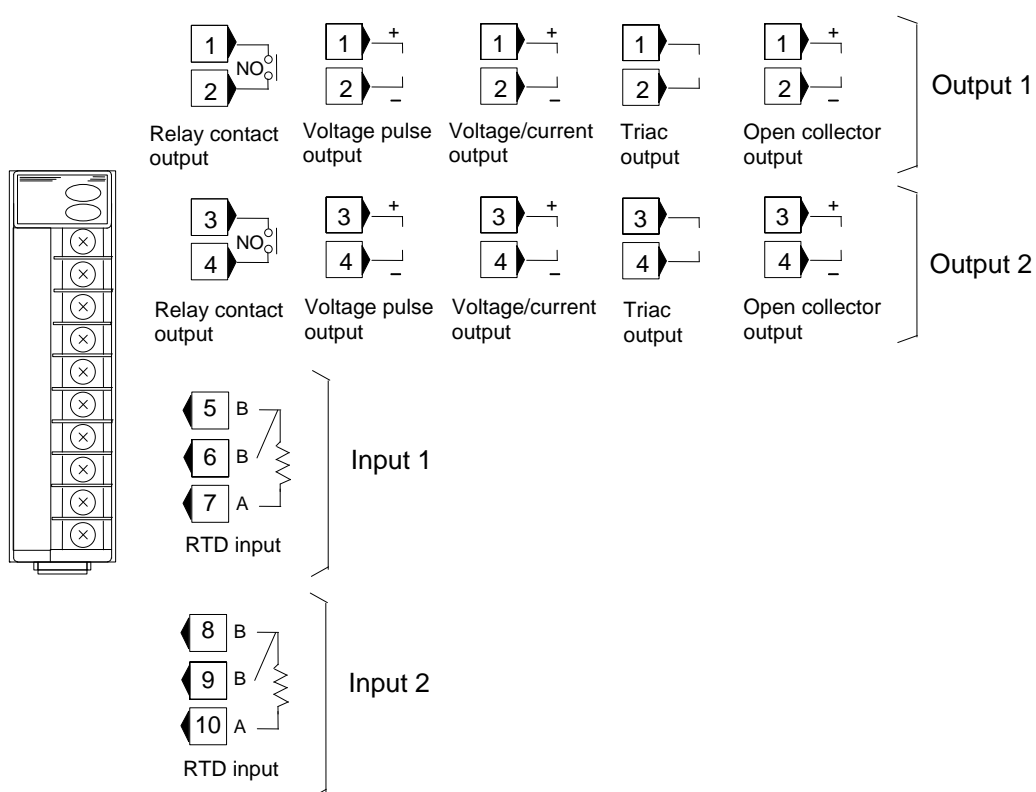 1 + 1 + 1 + 1 1 +
NO
2 2 – 2 – 2 2 –
Output 1
Relay contact output
Voltage pulse output
Voltage/current output
Triac output
Open collector output
3 3 + 3 + 3 3 +
NO
4 4 – 4 – 4 4 –
Output 2
Relay contact output
Voltage pulse output
Voltage/current output
Triac output
Open collector output
5 B
6 B
7 A
Input 1
RTD input
8 B
9 B
10 A
Input 2
RTD input